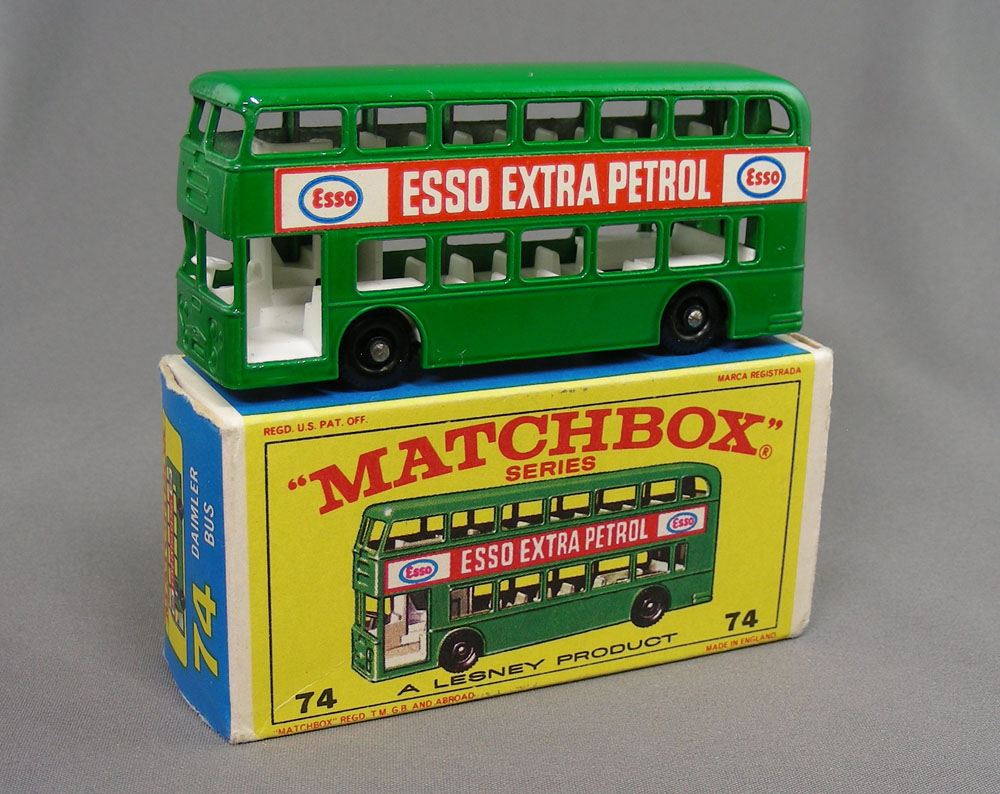 Esso ESSO EXTRA PETROL Esso
REGD. U.S. PAT. OFF.
MARCA REGISTRADA
"MATCHBOX"®
SERIES
Esso ESSO EXTRA PETROL Esso
74
A LESNEY PRODUCT
74
MADE IN ENGLAND
"MATCHBOX" REGD. T.M. G.B. AND ABROAD
74
DAIMLER
BUS